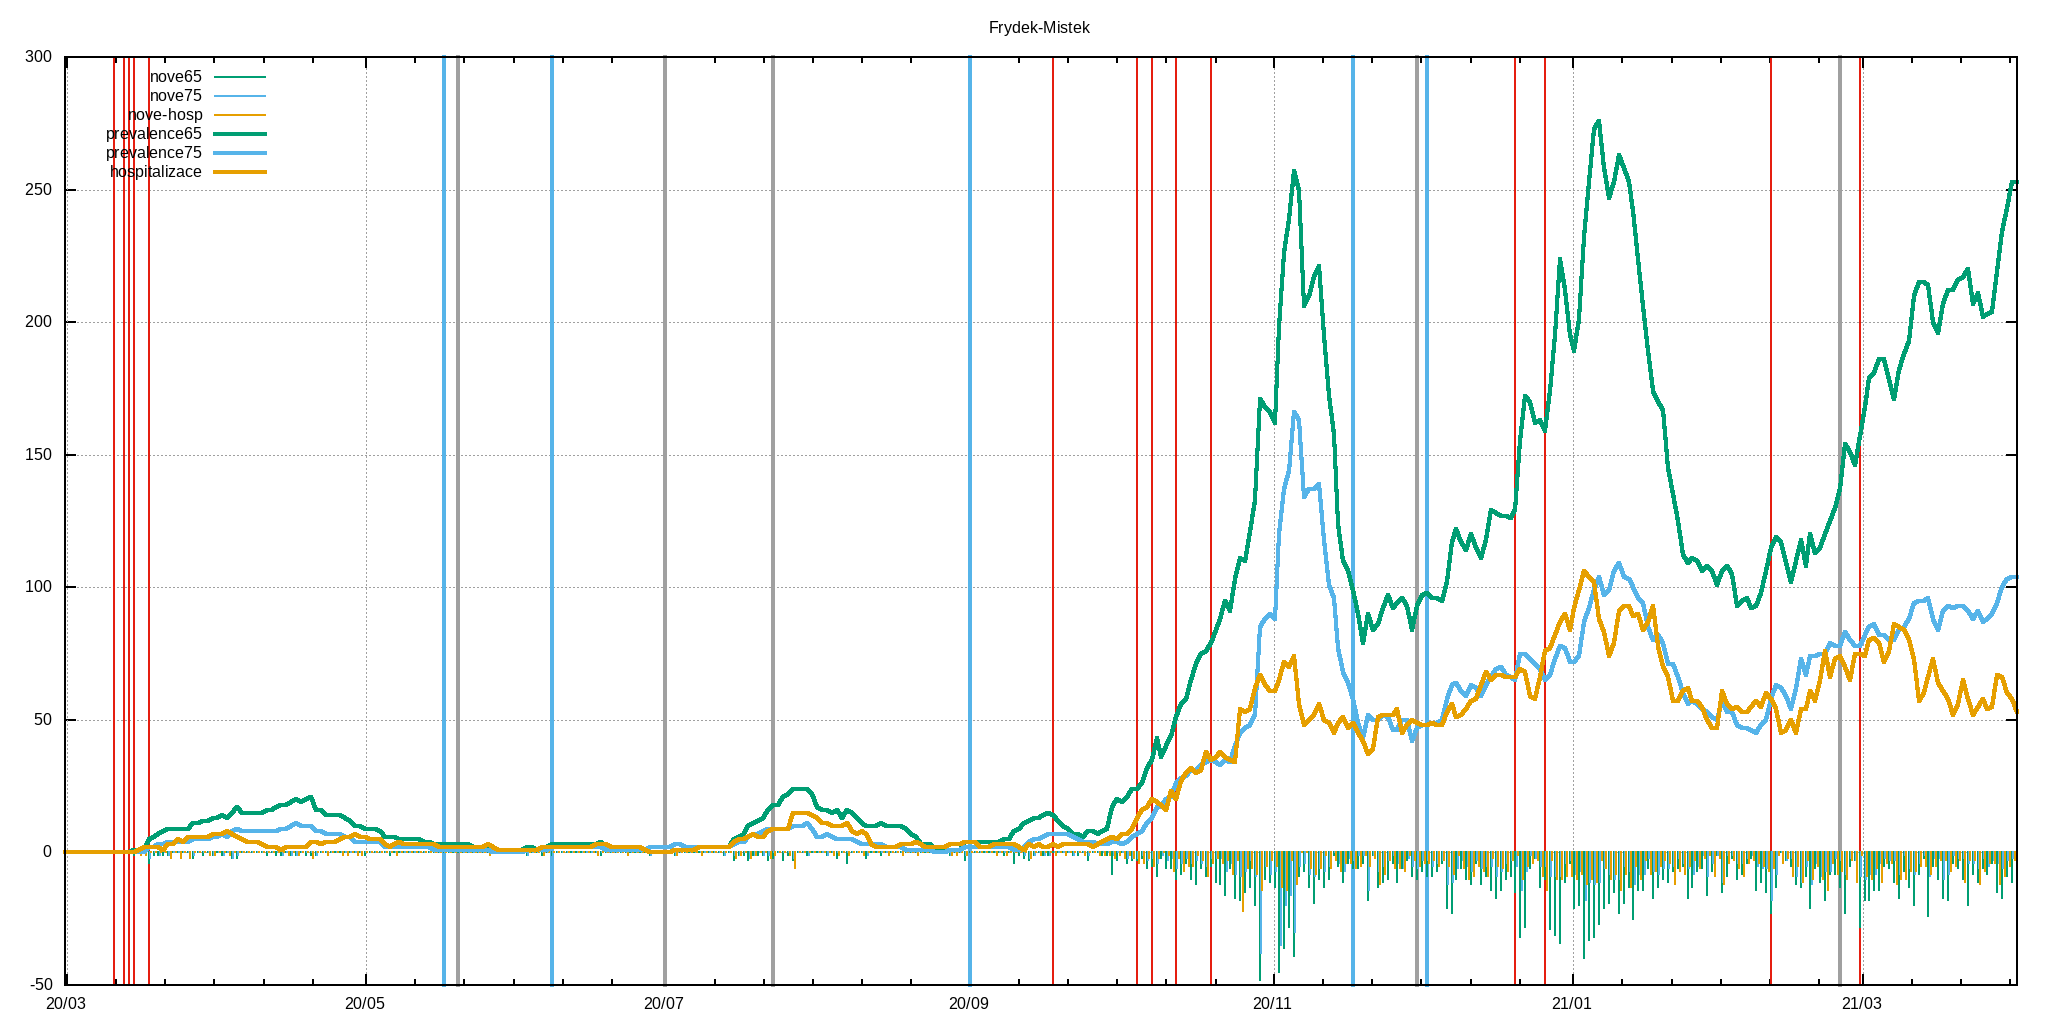 Frydek-Mistek
300
nove65
nove75
nove-hosp
prevalence65
prevalence75
hospitalizace
250
200
150
100
50
0
-50
20/03 20/05 20/07 20/09 20/11 21/01 21/03